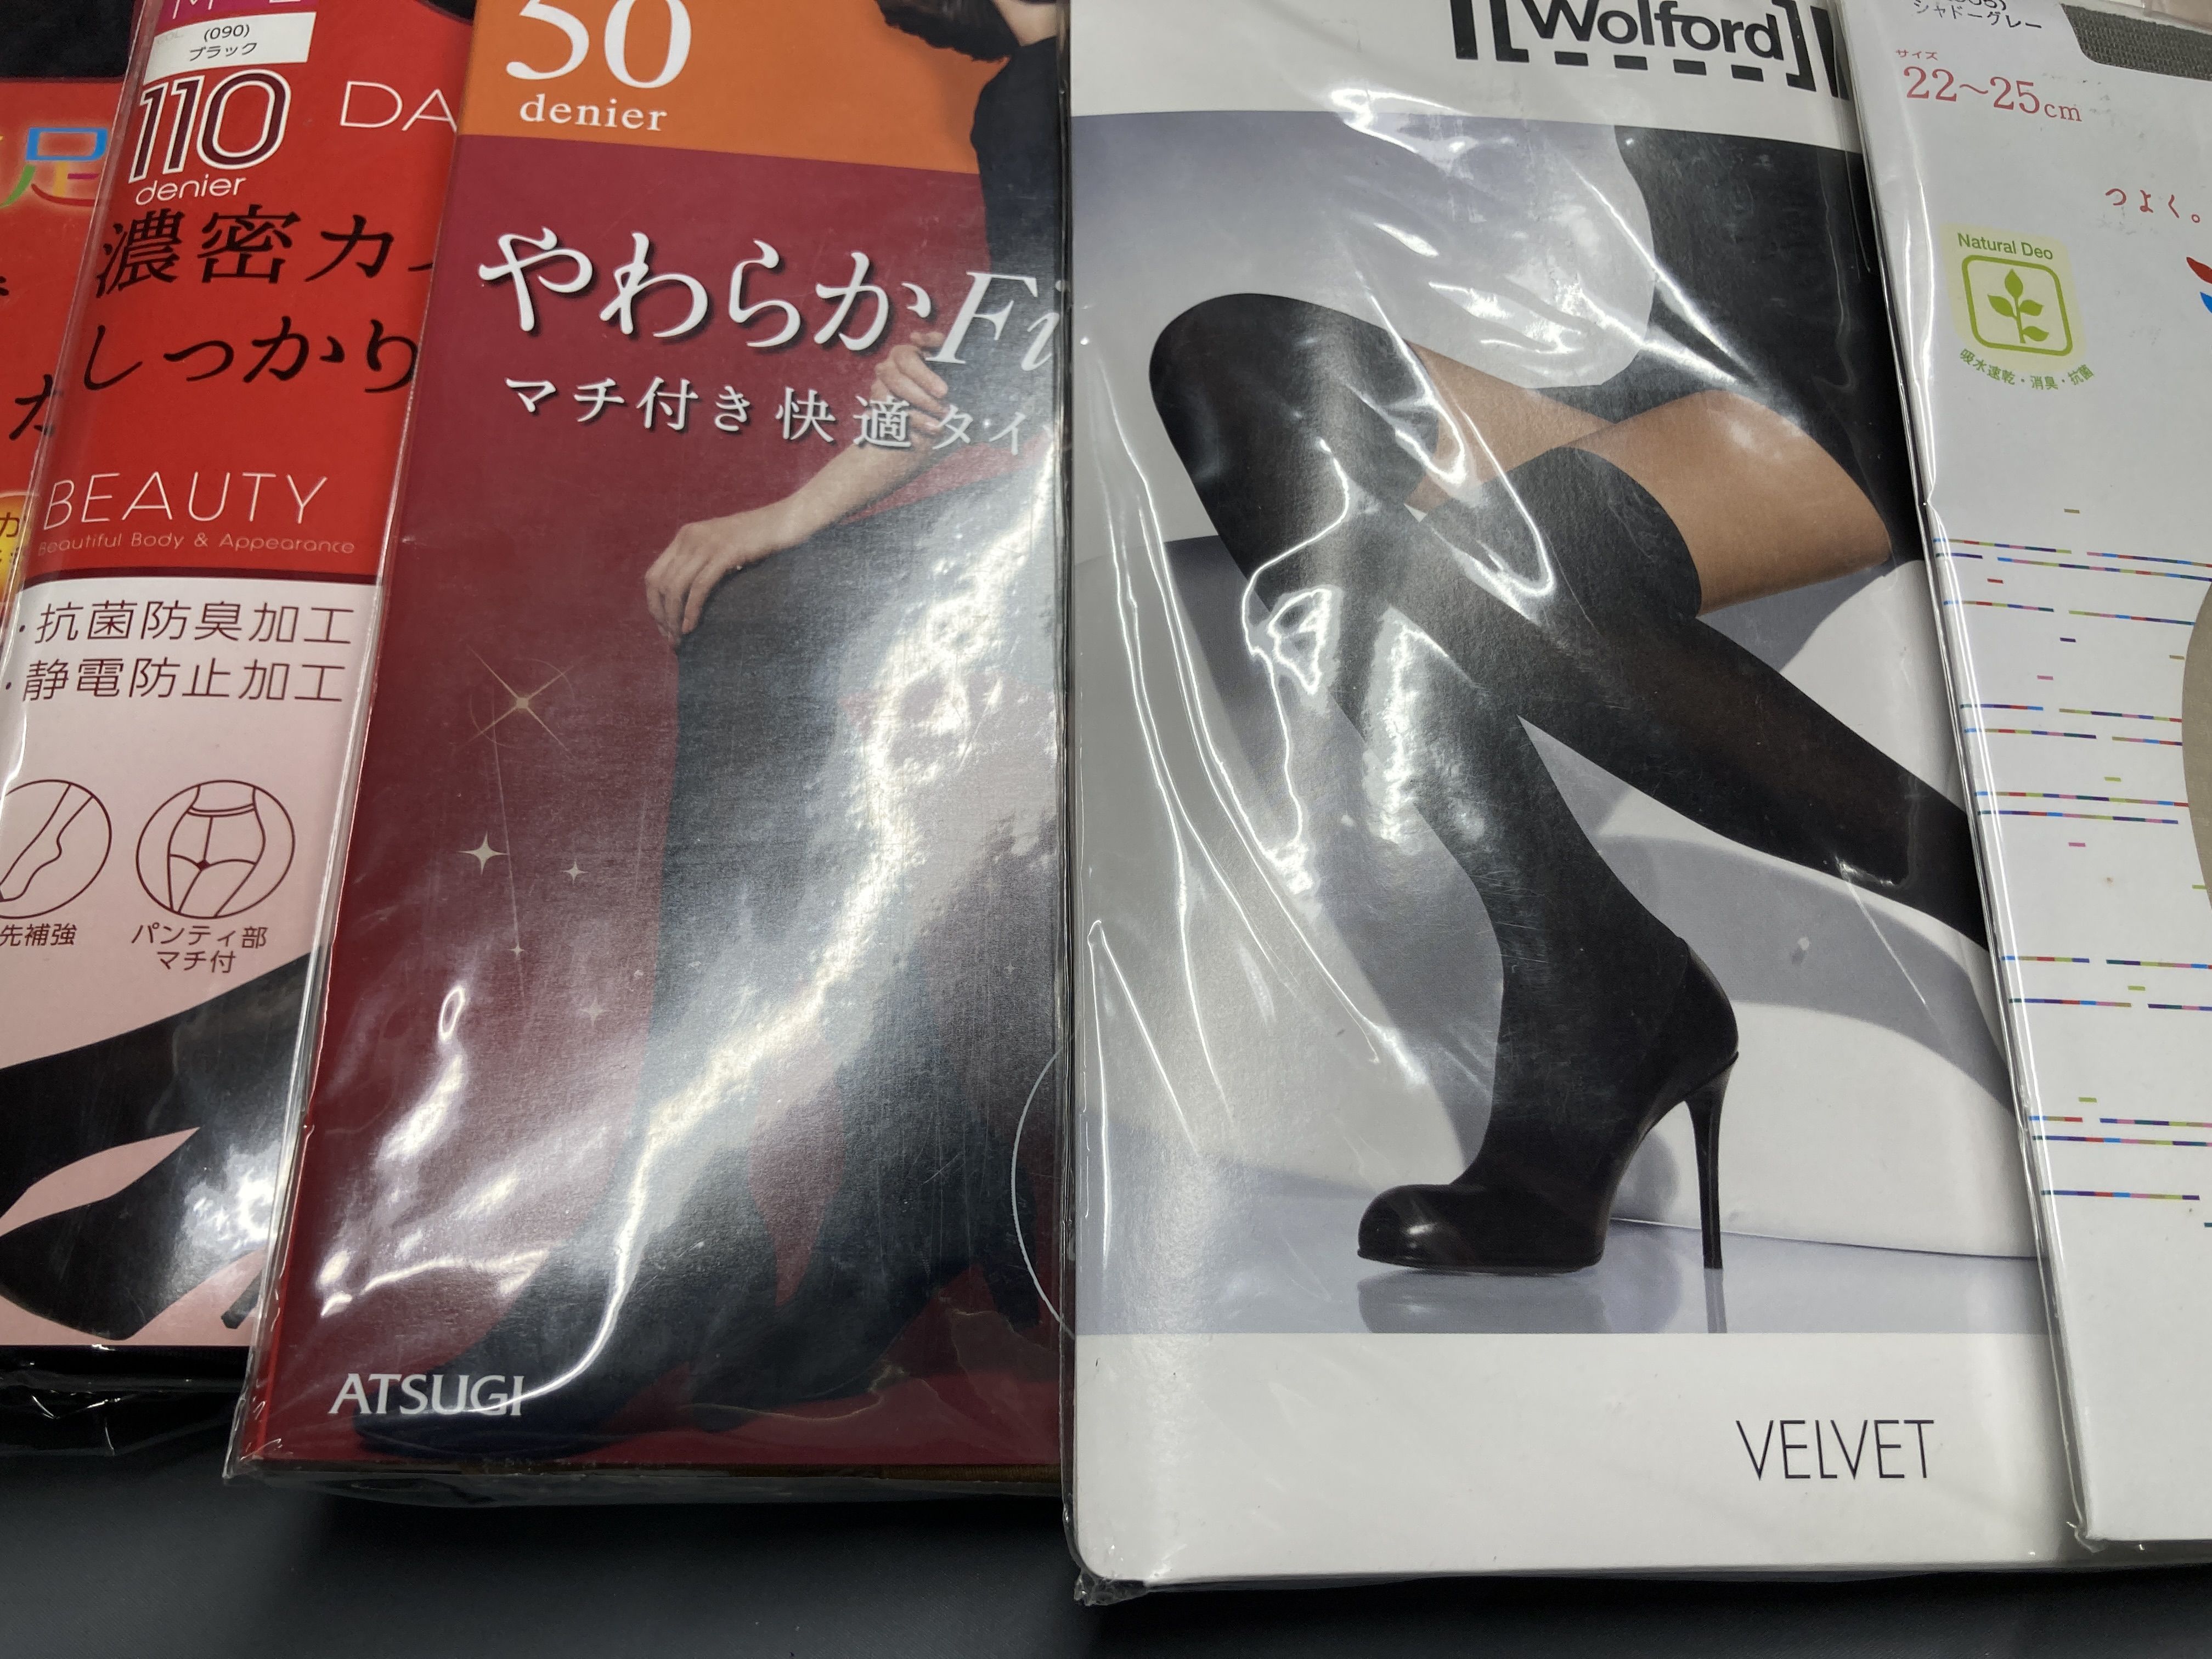 足
(090)
ブラック
110
denier
DA
濃密カ
しっかり
BEAUTY
Beautiful Body & Appearance
・抗菌防臭加工
・静電防止加工
先補強
パンティ部
マチ付
50
denier
やわらかFi
マチ付き快適タイ
ATSUGI
Wolford
VELVET
シャドーグレー
サイズ
22～25cm
つよく。
Natural Deo
吸水速乾・消臭・抗菌